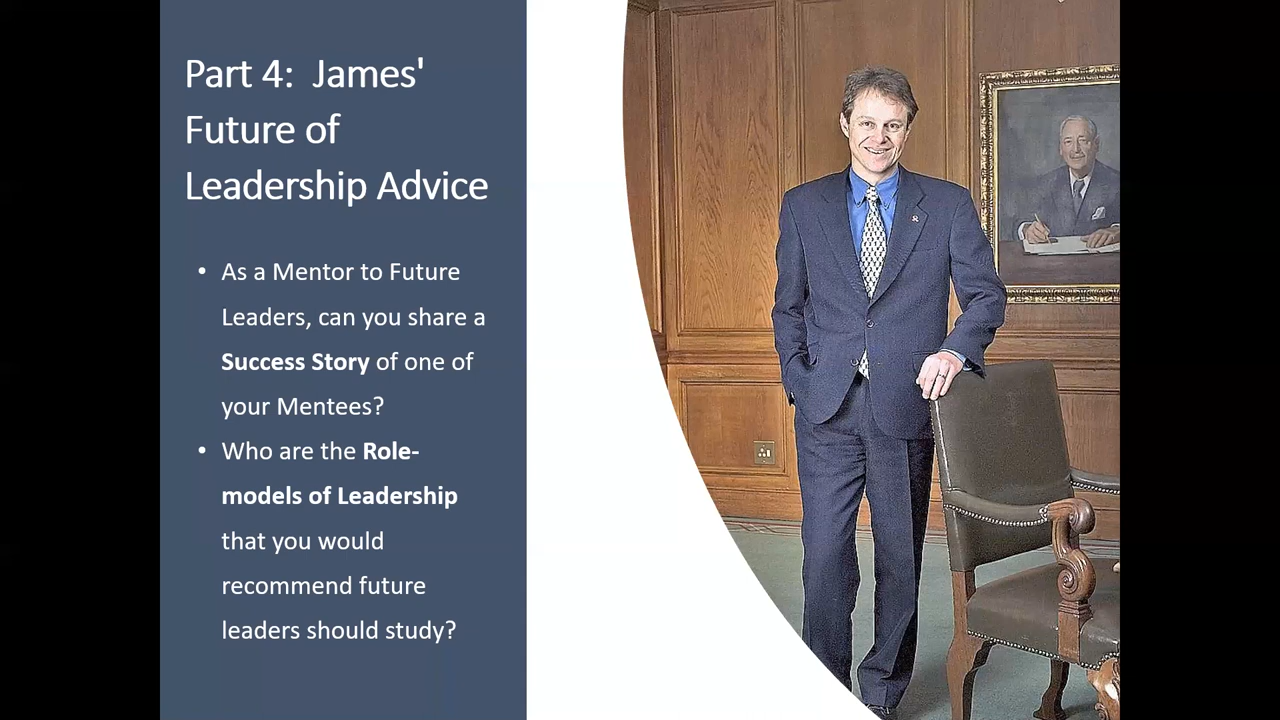 Part 4:  James'
Future of
Leadership Advice
• As a Mentor to Future
Leaders, can you share a
Success Story of one of
your Mentees?
• Who are the Role-
models of Leadership
that you would
recommend future
leaders should study?